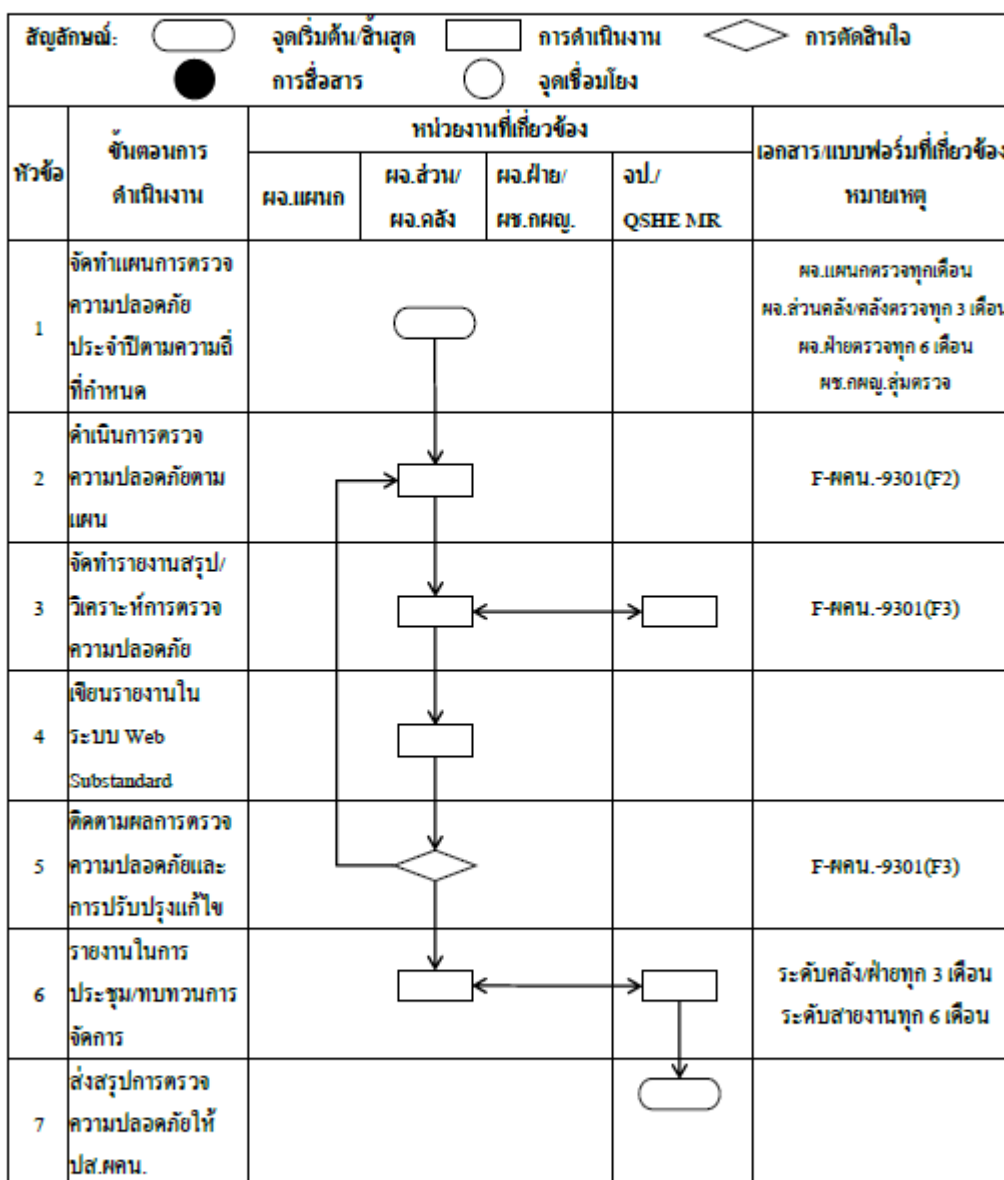 สัญลักษณ์: จุดเริ่มต้น/สิ้นสุด การดำเนินงาน การตัดสินใจ
การสื่อสาร จุดเชื่อมโยง
หัวข้อ
ขั้นตอนการ
ดำเนินงาน
หน่วยงานที่เกี่ยวข้อง
ผจ.แผนก
ผจ.ส่วน/
ผจ.คลัง
ผจ.ฝ่าย/
ผช.กผญ.
จป./
QSHE MR
เอกสาร/แบบฟอร์มที่เกี่ยวข้อง
หมายเหตุ
1
จัดทำแผนการตรวจ
ความปลอดภัย
ประจำปีตามความถี่
ที่กำหนด
ผจ.แผนกตรวจทุกเดือน
ผจ.ส่วนคลัง/คลังตรวจทุก 3 เดือน
ผจ.ฝ่ายตรวจทุก 6 เดือน
ผช.กผญ.สุ่มตรวจ
2
ดำเนินการตรวจ
ความปลอดภัยตาม
แผน
F-ผคน.-9301(F2)
3
จัดทำรายงานสรุป/
วิเคราะห์การตรวจ
ความปลอดภัย
F-ผคน.-9301(F3)
4
เขียนรายงานใน
ระบบ Web
Substandard
5
ติดตามผลการตรวจ
ความปลอดภัยและ
การปรับปรุงแก้ไข
F-ผคน.-9301(F3)
6
รายงานในการ
ประชุม/ทบทวนการ
จัดการ
ระดับคลัง/ฝ่ายทุก 3 เดือน
ระดับสายงานทุก 6 เดือน
7
ส่งสรุปการตรวจ
ความปลอดภัยให้
ปส.ผคน.